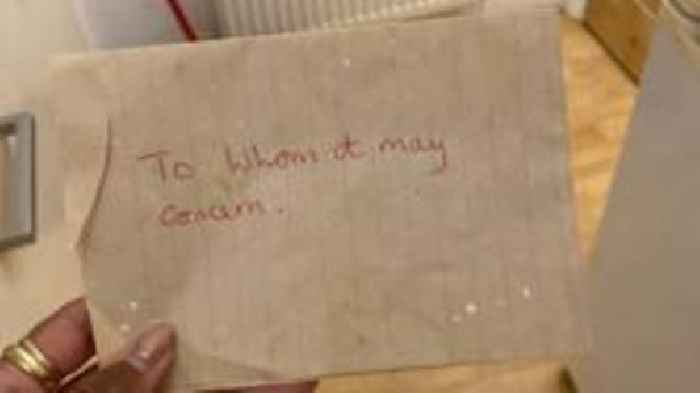 To Whom it may
concern.